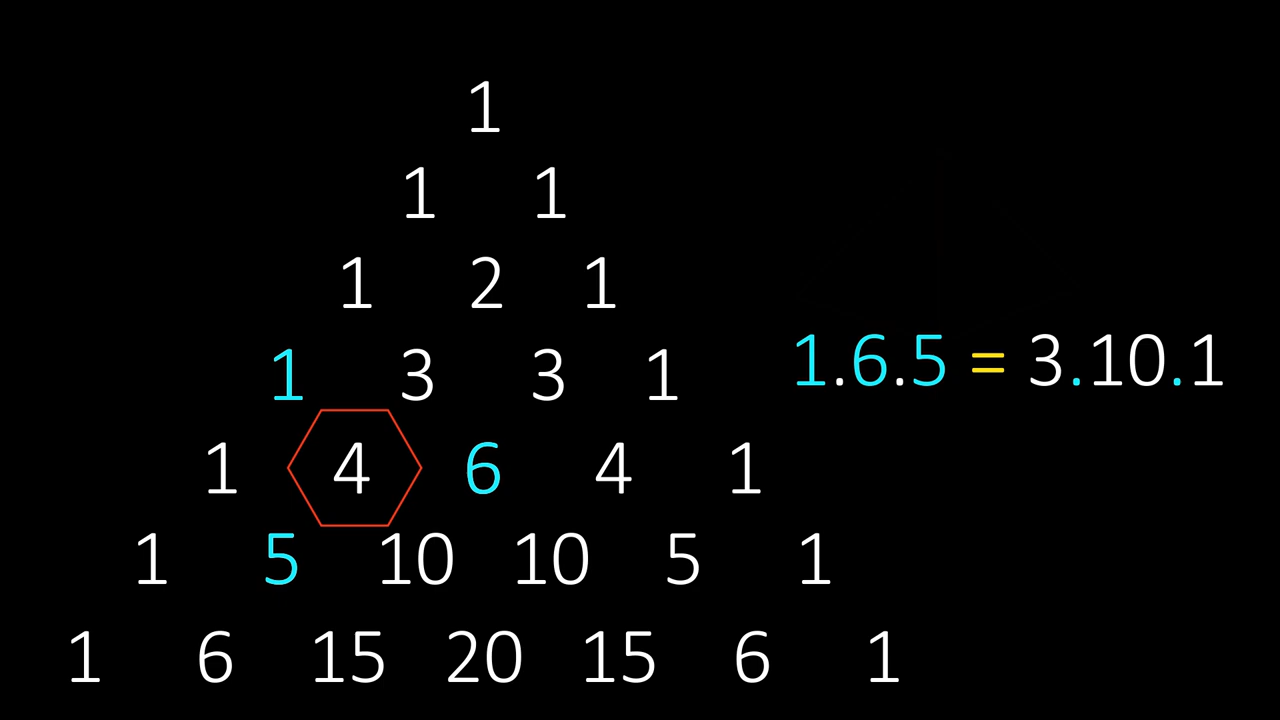 1
1 1
1 2 1
1 3 3 1
1.6.5 = 3.10.1
1 4 6 4 1
1 5 10 10 5 1
1 6 15 20 15 6 1